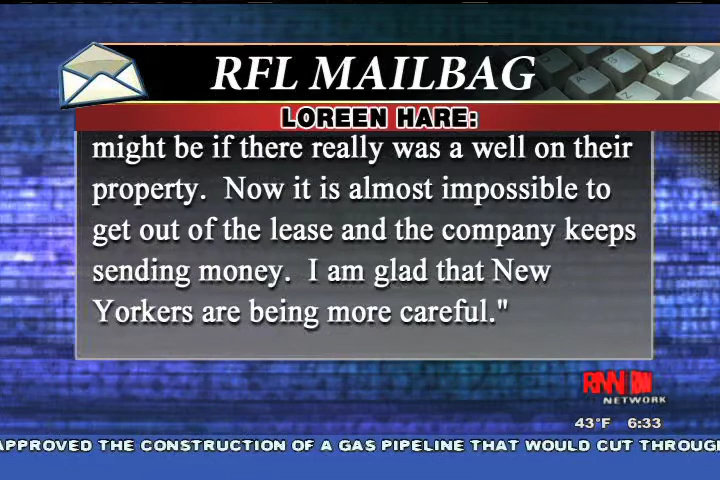 RFL MAILBAG
LOREEN HARE:
might be if there really was a well on their
property. Now it is almost impossible to
get out of the lease and the company keeps
sending money. I am glad that New
Yorkers are being more careful."
RNN
NETWORK
43°F 6:33
APPROVED THE CONSTRUCTION OF A GAS PIPELINE THAT WOULD CUT THROUGH